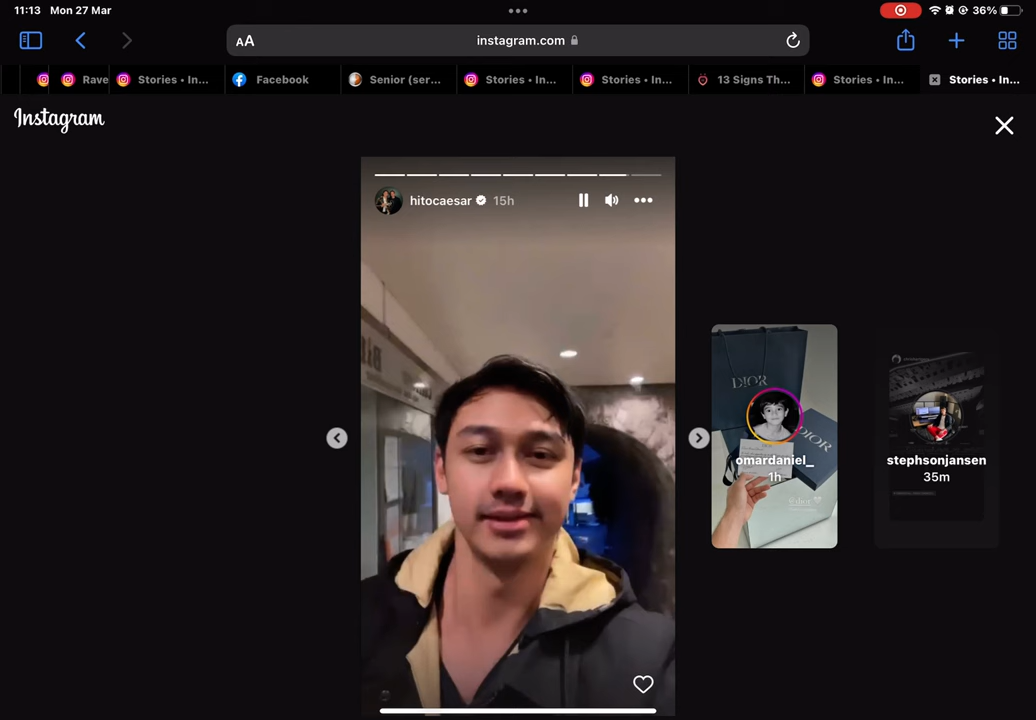 11:13 Mon 27 Mar
36%
AA
instagram.com
Rave
Stories • In...
Facebook
Senior (ser...
Stories • In...
Stories • In...
13 Signs Th...
Stories • In...
Stories • In...
Instagram
hitocaesar 15h
DIOR
DIOR
omardaniel_
1h
stephsonjansen
35m